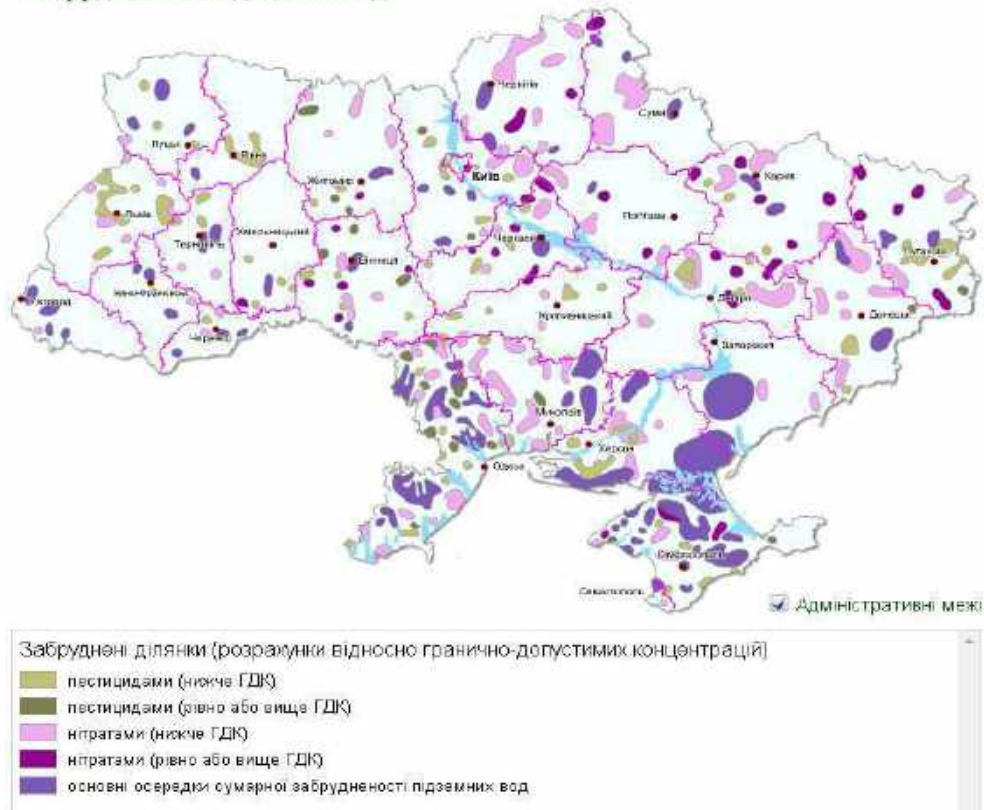 Чернігів
Суми
Луцьк
Рівне
Київ
Харків
Житомир
Львів
Полтава
Хмельницький
Тернопіль
Черкаси
Вінниця
Ужгород
Дніпро
Кропивницький
Донецьк
Чернівці
Запоріжжя
Миколаїв
Херсон
Одеса
Сімферополь
Севастополь
Адміністративні межі
Забруднені ділянки (розрахунки відносно гранично-допустимих концентрацій)
пестицидами (нижче ГДК)
пестицидами (рівно або вище ГДК)
нітратами (нижче ГДК)
нітратами (рівно або вище ГДК)
основні осередки сумарної забрудненості підземних вод